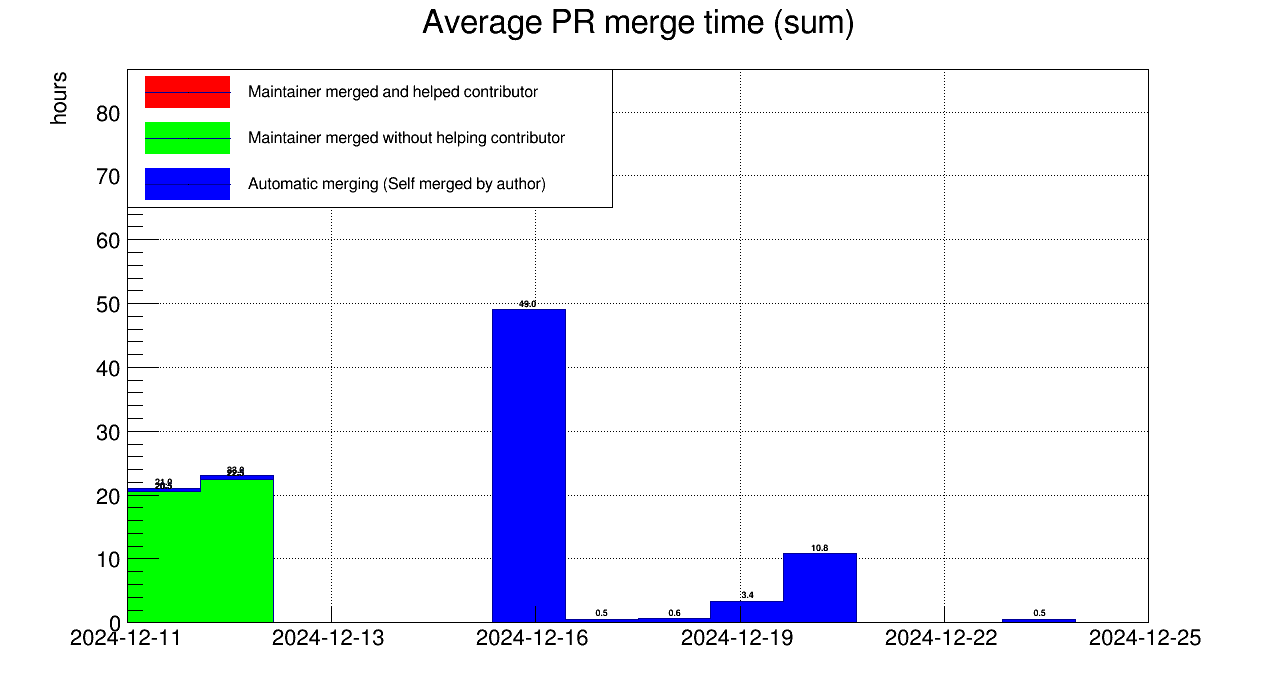 Average PR merge time (sum)
hours
Maintainer merged and helped contributor
Maintainer merged without helping contributor
Automatic merging (Self merged by author)
80
70
60
50
40
30
20
10
0
49.0
0.5
0.6
3.4
10.8
0.5
2024-12-11 2024-12-13 2024-12-16 2024-12-19 2024-12-22 2024-12-25